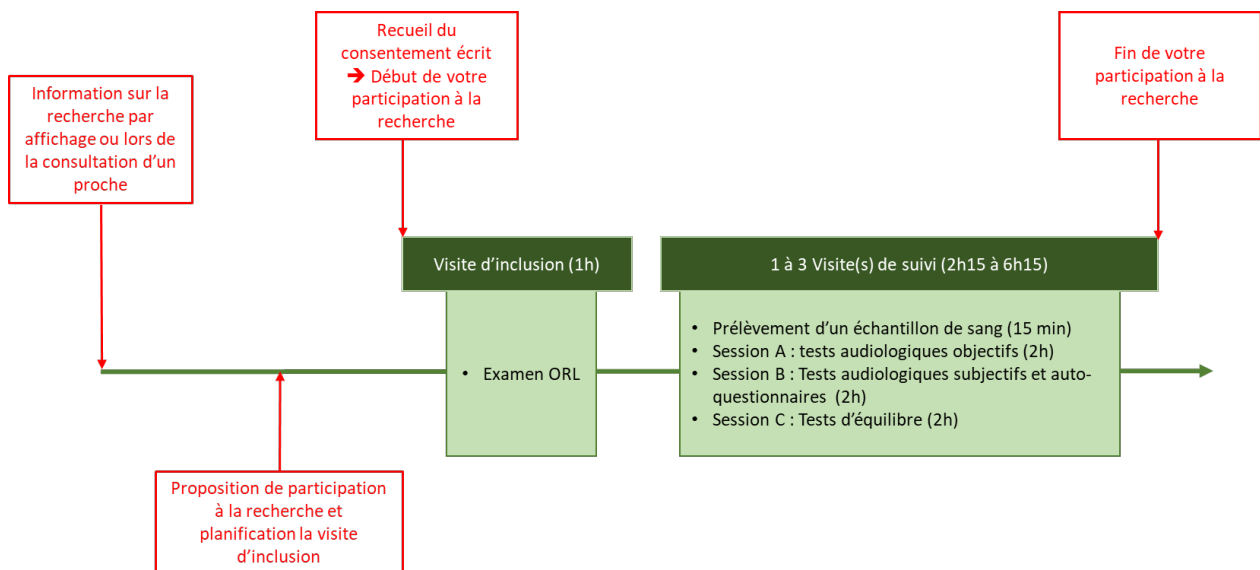 Information sur la
recherche par
affichage ou lors de
la consultation d'un
proche
Recueil du
consentement écrit
➔ Début de votre
participation à la
recherche
Fin de votre
participation à la
recherche
Visite d'inclusion (1h)
• Examen ORL
1 à 3 Visite(s) de suivi (2h15 à 6h15)
• Prélèvement d'un échantillon de sang (15 min)
• Session A : tests audiologiques objectifs (2h)
• Session B : Tests audiologiques subjectifs et auto-
questionnaires (2h)
• Session C : Tests d'équilibre (2h)
Proposition de participation
à la recherche et
planification la visite
d'inclusion